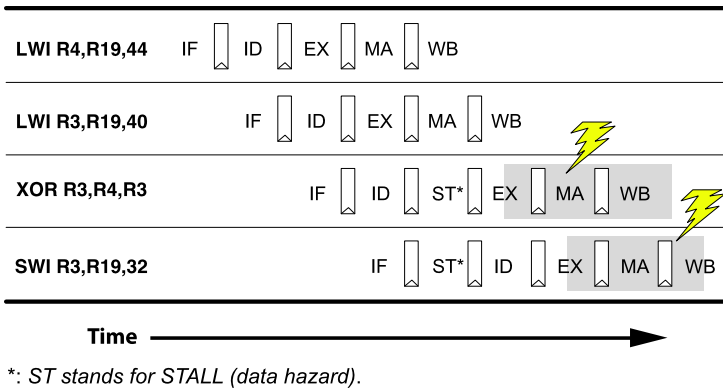 LWI R4,R19,44 IF ID EX MA WB
LWI R3,R19,40 IF ID EX MA WB
XOR R3,R4,R3 IF ID ST* EX MA WB
SWI R3,R19,32 IF ST* ID EX MA WB
Time
*: ST stands for STALL (data hazard).